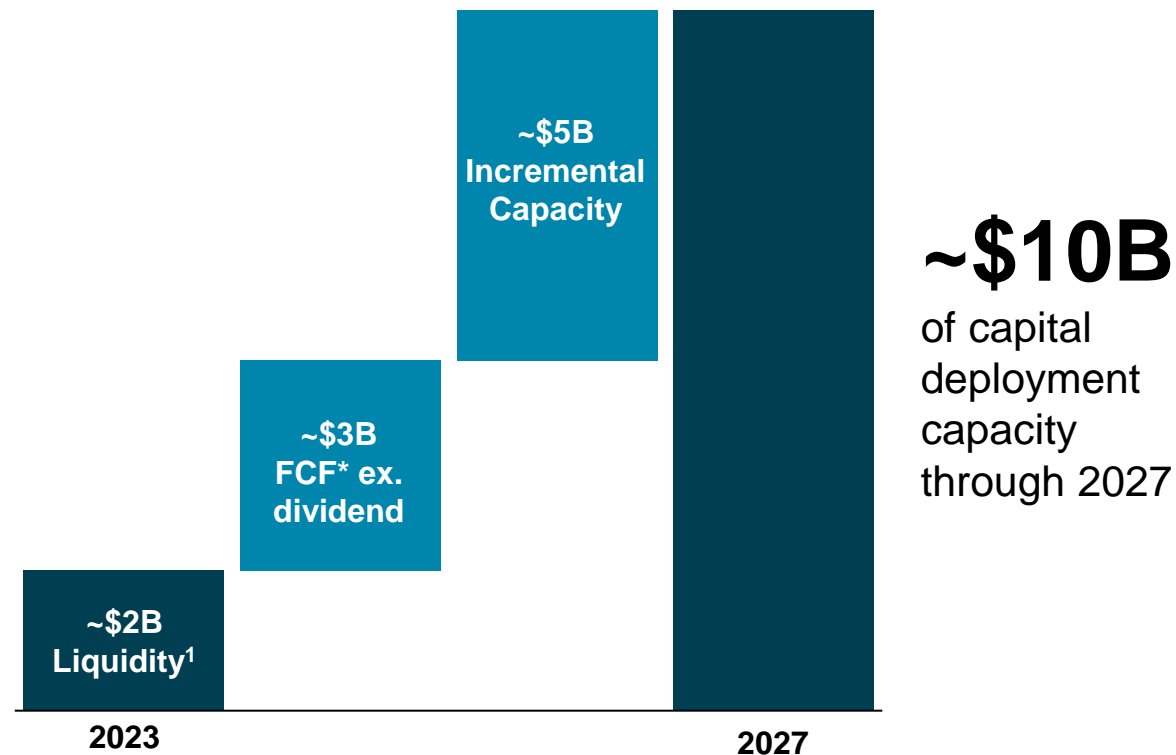 ~$5B
Incremental
Capacity
~$10B
of capital
deployment
capacity
through 2027
~$3B
FCF* ex.
dividend
~$2B
Liquidity¹
2023
2027